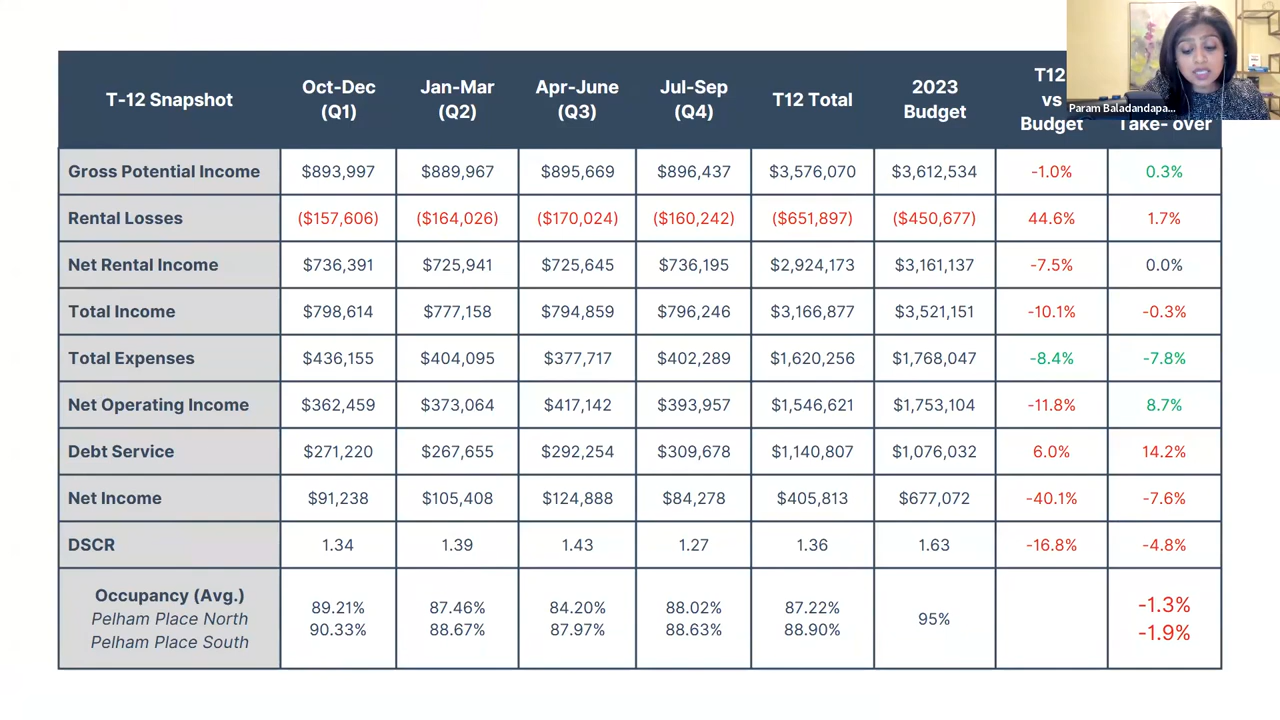 T-12 Snapshot Oct-Dec (Q1) Jan-Mar (Q2) Apr-June (Q3) Jul-Sep (Q4) T12 Total 2023 Budget T12 vs Budget Take- over
Gross Potential Income $893,997 $889,967 $895,669 $896,437 $3,576,070 $3,612,534 -1.0% 0.3%
Rental Losses ($157,606) ($164,026) ($170,024) ($160,242) ($651,897) ($450,677) 44.6% 1.7%
Net Rental Income $736,391 $725,941 $725,645 $736,195 $2,924,173 $3,161,137 -7.5% 0.0%
Total Income $798,614 $777,158 $794,859 $796,246 $3,166,877 $3,521,151 -10.1% -0.3%
Total Expenses $436,155 $404,095 $377,717 $402,289 $1,620,256 $1,768,047 -8.4% -7.8%
Net Operating Income $362,459 $373,064 $417,142 $393,957 $1,546,621 $1,753,104 -11.8% 8.7%
Debt Service $271,220 $267,655 $292,254 $309,678 $1,140,807 $1,076,032 6.0% 14.2%
Net Income $91,238 $105,408 $124,888 $84,278 $405,813 $677,072 -40.1% -7.6%
DSCR 1.34 1.39 1.43 1.27 1.36 1.63 -16.8% -4.8%
Occupancy (Avg.)
Pelham Place North 89.21% 87.46% 84.20% 88.02% 87.22% 95% -1.3%
Pelham Place South 90.33% 88.67% 87.97% 88.63% 88.90% -1.9%
Param Baladandapa...